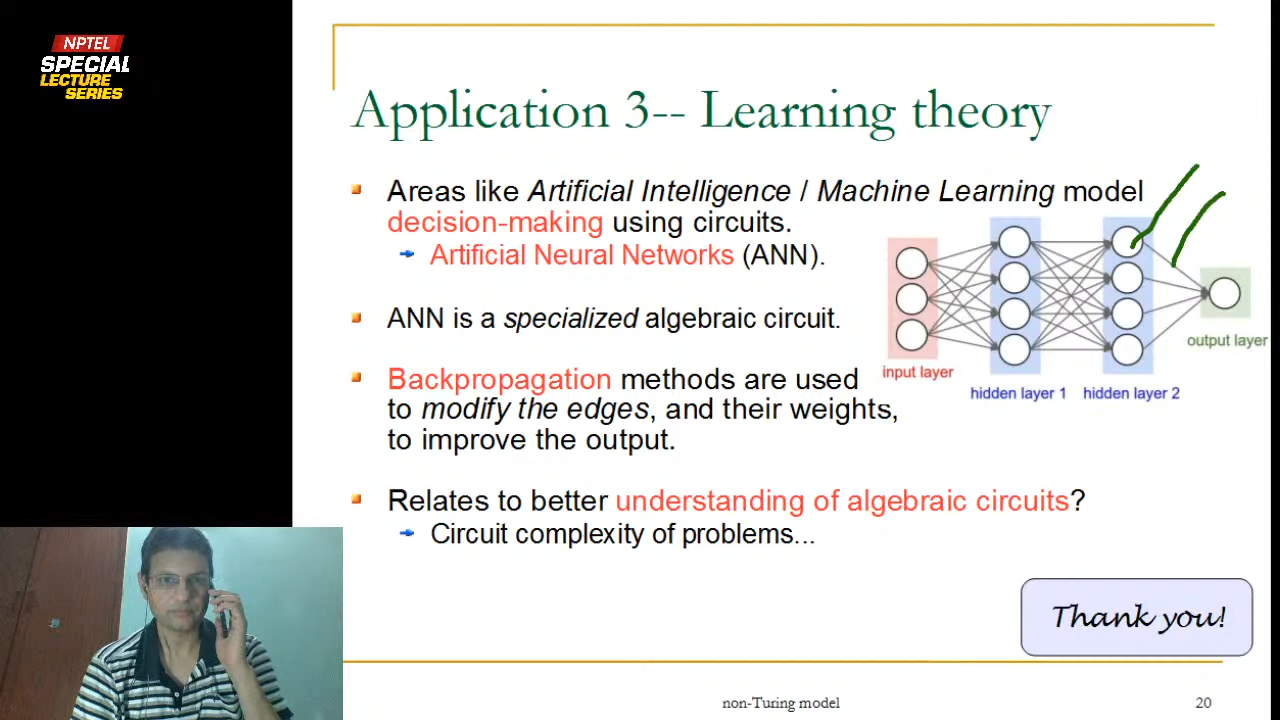 NPTEL
SPECIAL
LECTURE
SERIES
Application 3-- Learning theory
Areas like Artificial Intelligence / Machine Learning model
decision-making using circuits.
Artificial Neural Networks (ANN).
ANN is a specialized algebraic circuit.
Backpropagation methods are used
to modify the edges, and their weights,
to improve the output.
Relates to better understanding of algebraic circuits?
Circuit complexity of problems...
input layer
hidden layer 1
hidden layer 2
output layer
Thank you!
non-Turing model
20